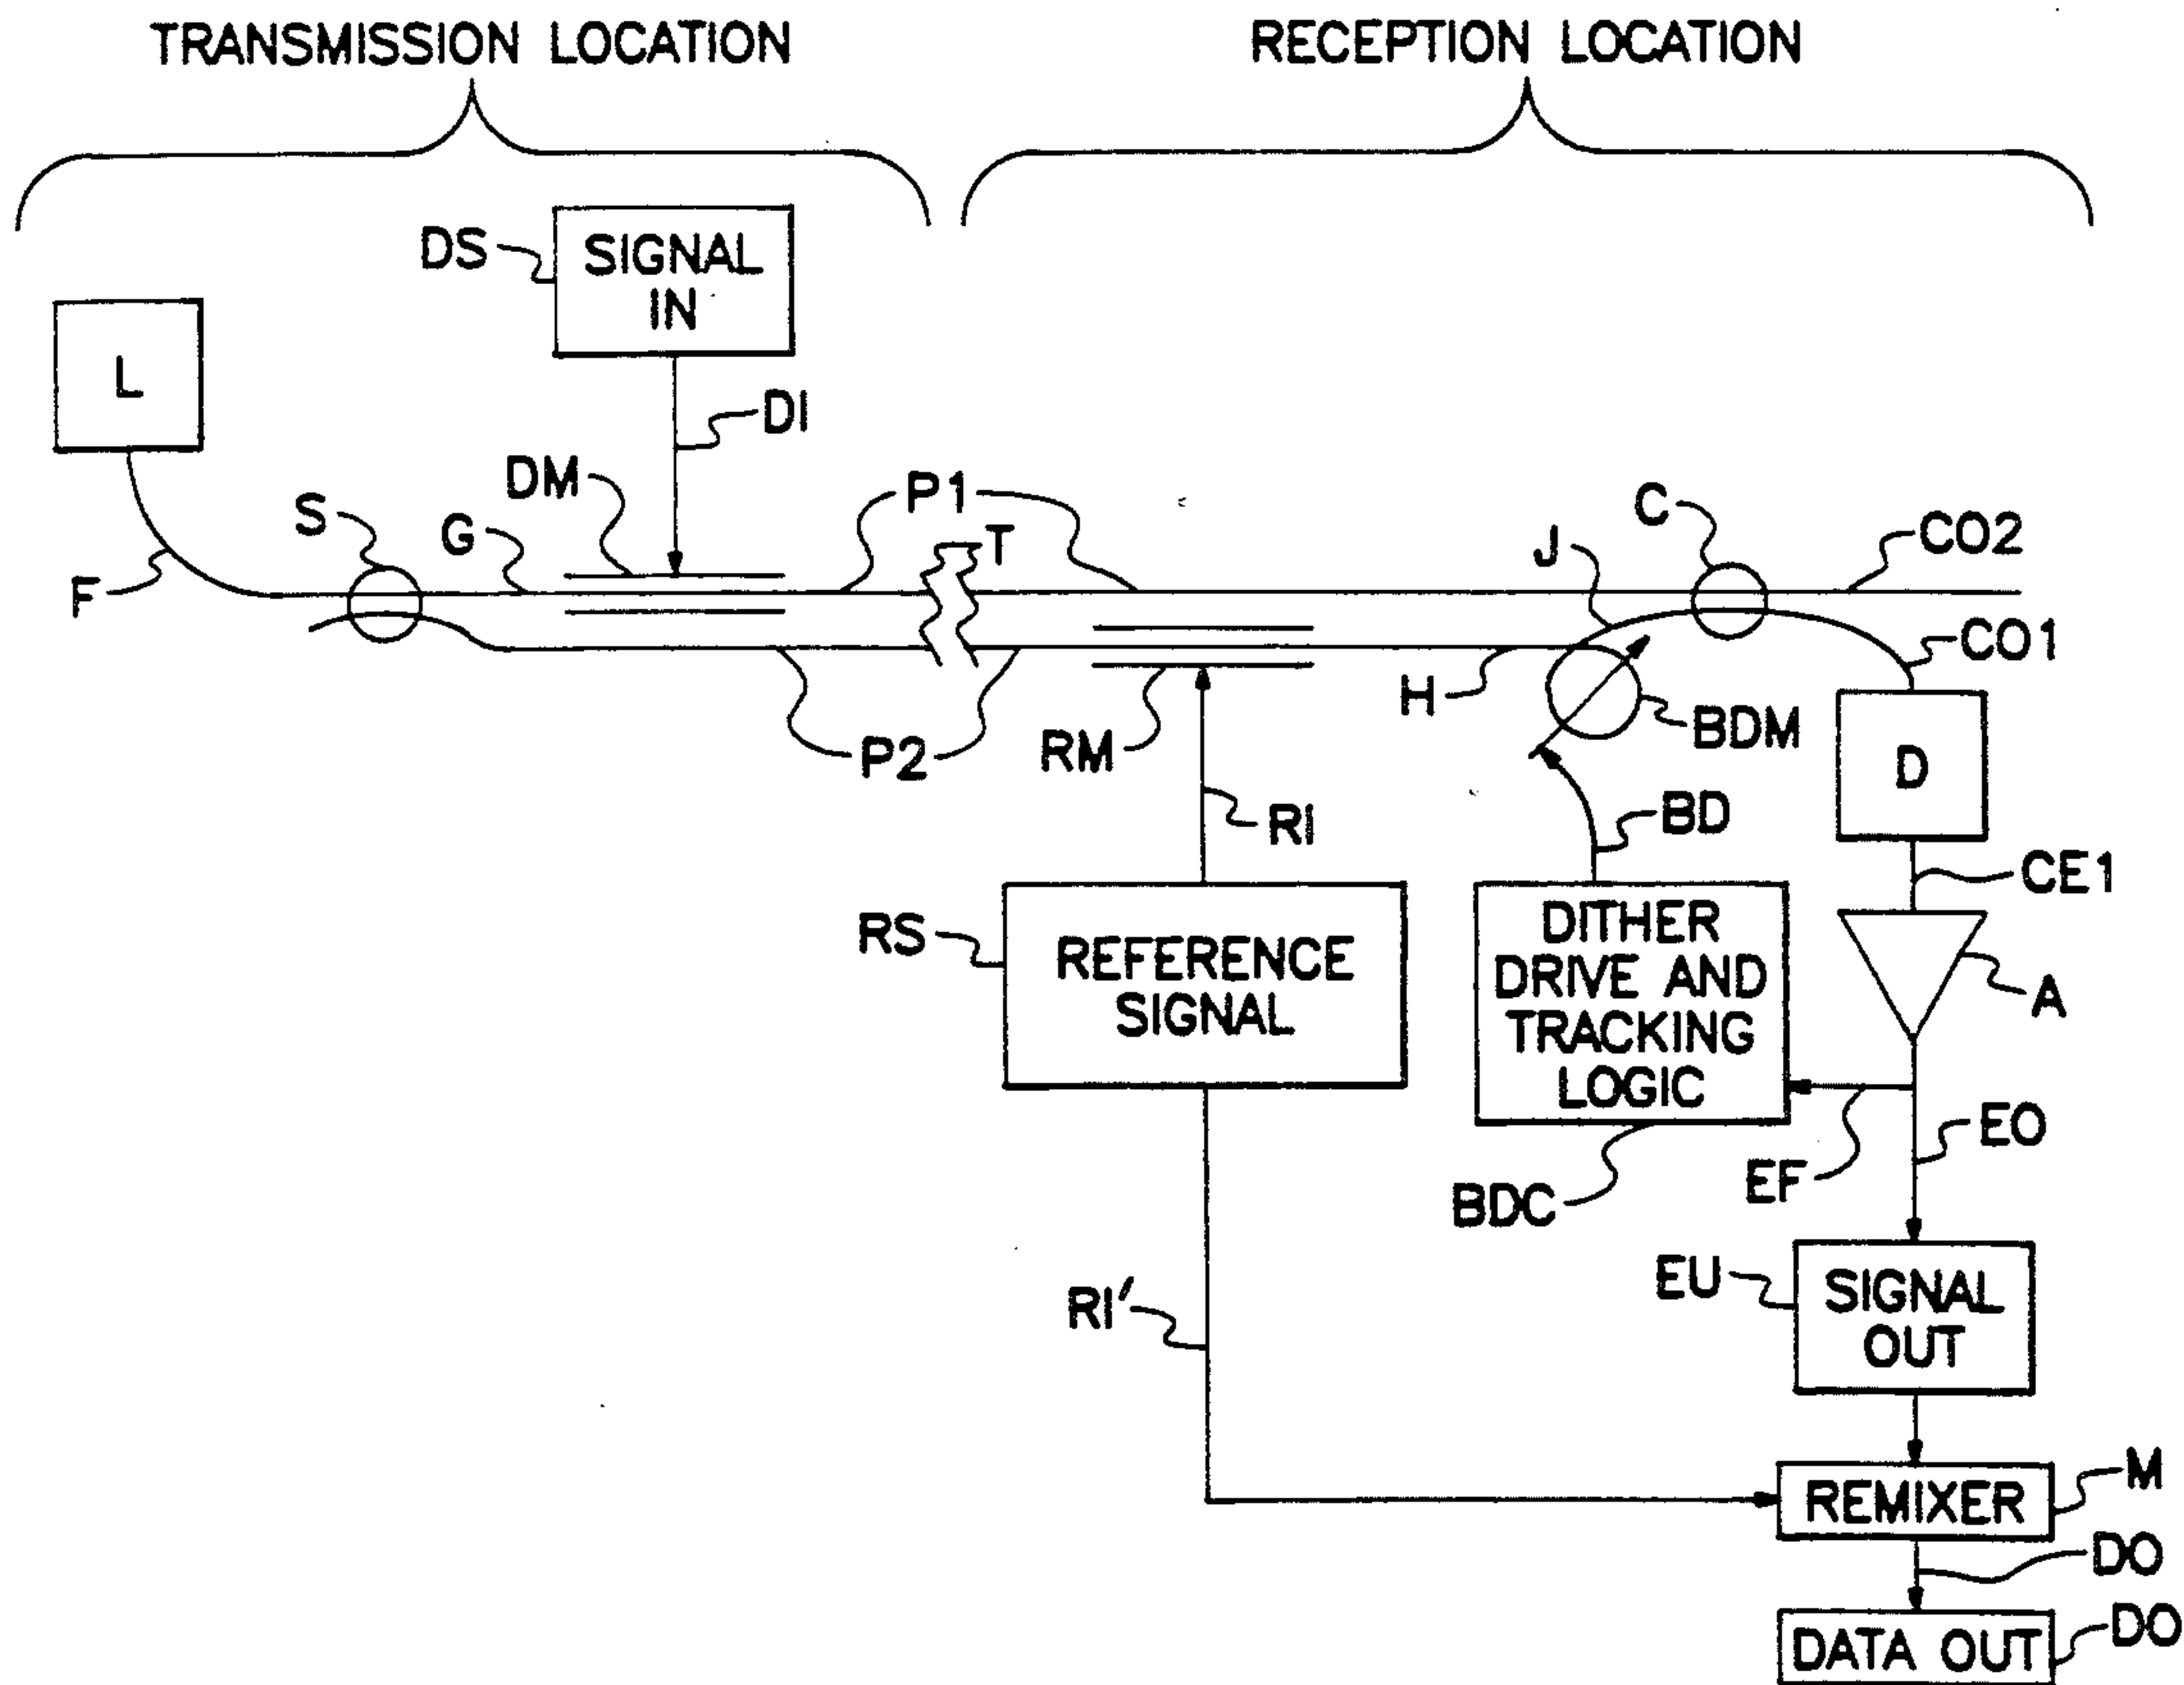 TRANSMISSION LOCATION
RECEPTION LOCATION
DS
SIGNAL
IN
L
DI
DM
P1
S
G
T
J
C
CO2
F
CO1
H
BDM
P2
RM
D
RI
BD
CE1
RS
REFERENCE
SIGNAL
DITHER
DRIVE AND
TRACKING
LOGIC
A
EO
EF
BDC
EU
SIGNAL
OUT
RI′
REMIXER
M
DO
DATA OUT
DO